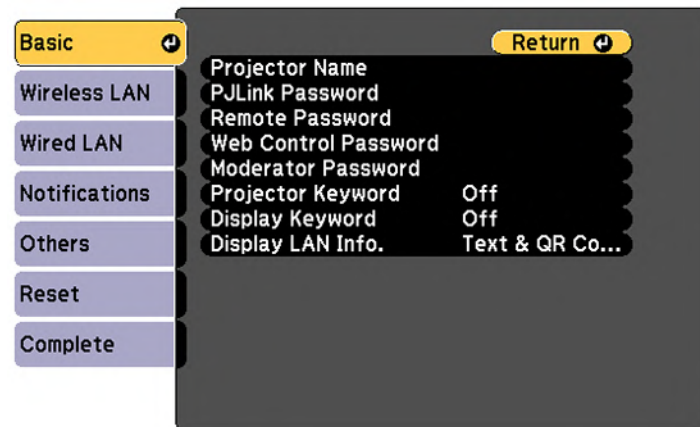 Basic
Wireless LAN
Wired LAN
Notifications
Others
Reset
Complete
Return
Projector Name
PJLink Password
Remote Password
Web Control Password
Moderator Password
Projector Keyword Off
Display Keyword Off
Display LAN Info. Text & QR Co...